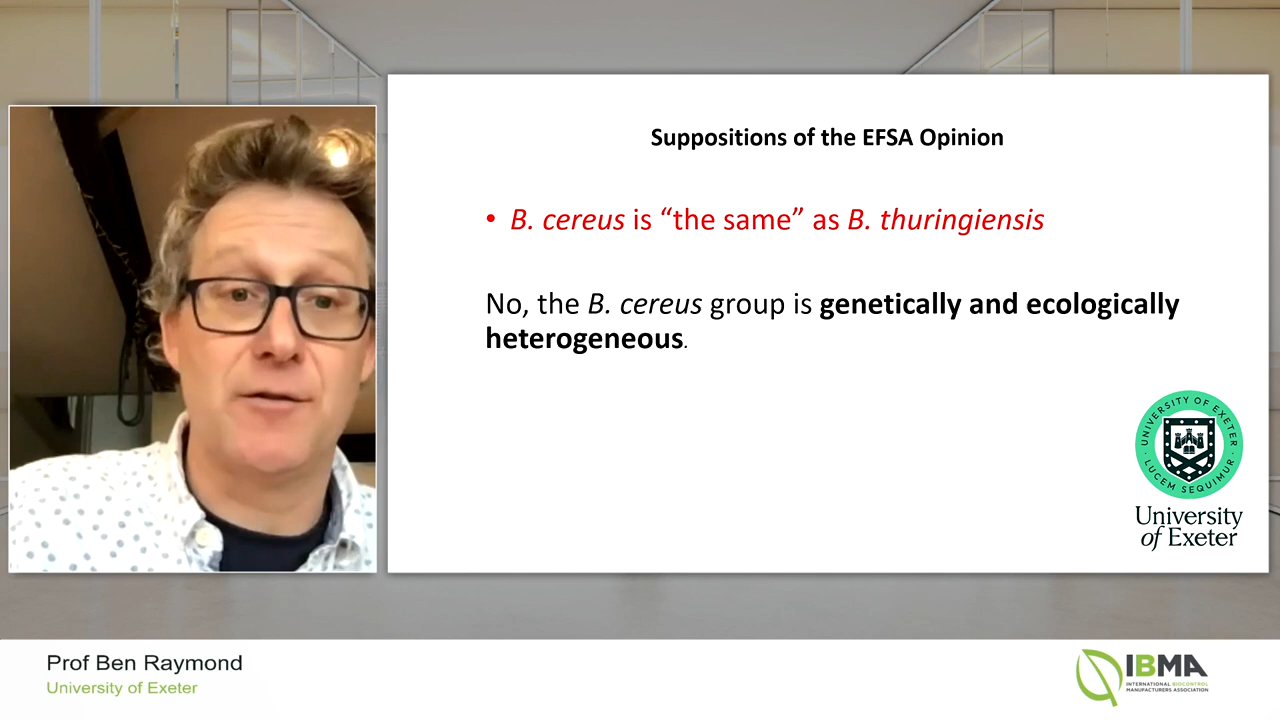 Suppositions of the EFSA Opinion
• B. cereus is “the same” as B. thuringiensis
No, the B. cereus group is genetically and ecologically
heterogeneous.
· UNIVERSITY OF EXETER ·
LUCEM SEQUIMUR
University
of Exeter
Prof Ben Raymond
University of Exeter
IBMA
INTERNATIONAL BIOCONTROL
MANUFACTURERS ASSOCIATION